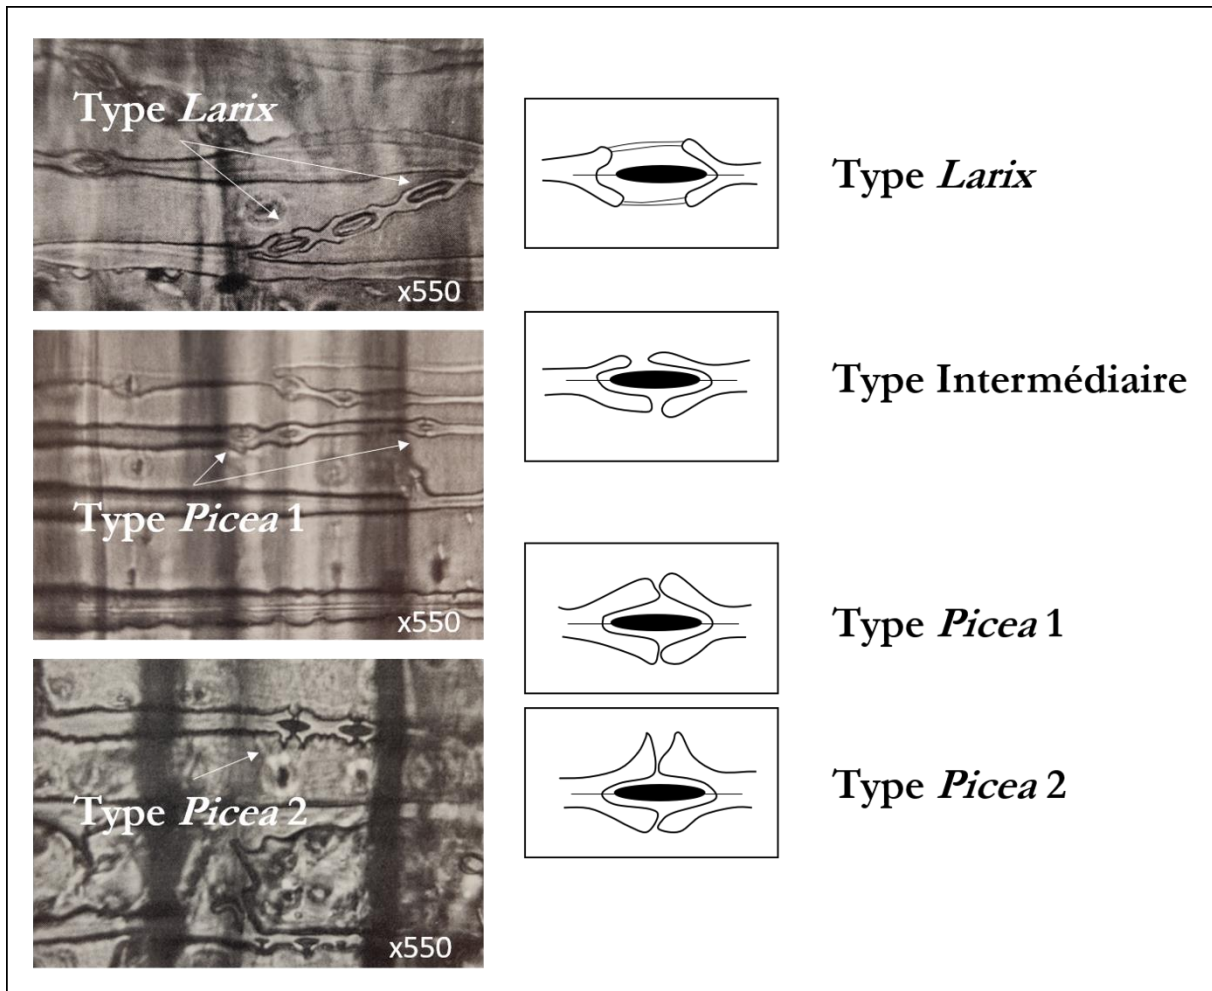 Type Larix
x550
Type Picea 1
x550
Type Picea 2
x550
Type Larix
Type Intermédiaire
Type Picea 1
Type Picea 2